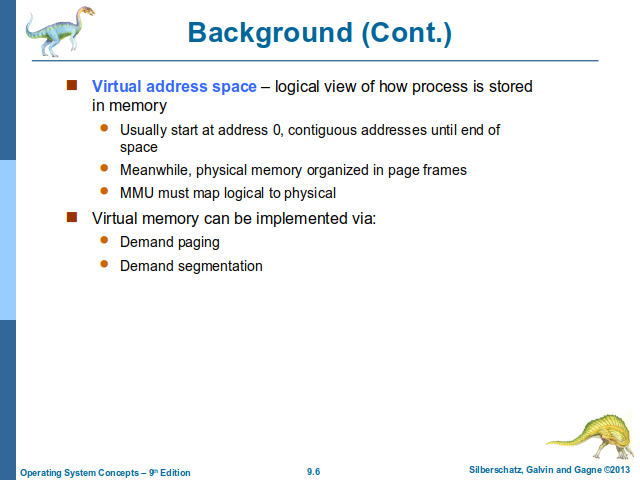 Background (Cont.)
Virtual address space – logical view of how process is stored
in memory
Usually start at address 0, contiguous addresses until end of
space
Meanwhile, physical memory organized in page frames
MMU must map logical to physical
Virtual memory can be implemented via:
Demand paging
Demand segmentation
Operating System Concepts – 9th Edition
9.6
Silberschatz, Galvin and Gagne ©2013